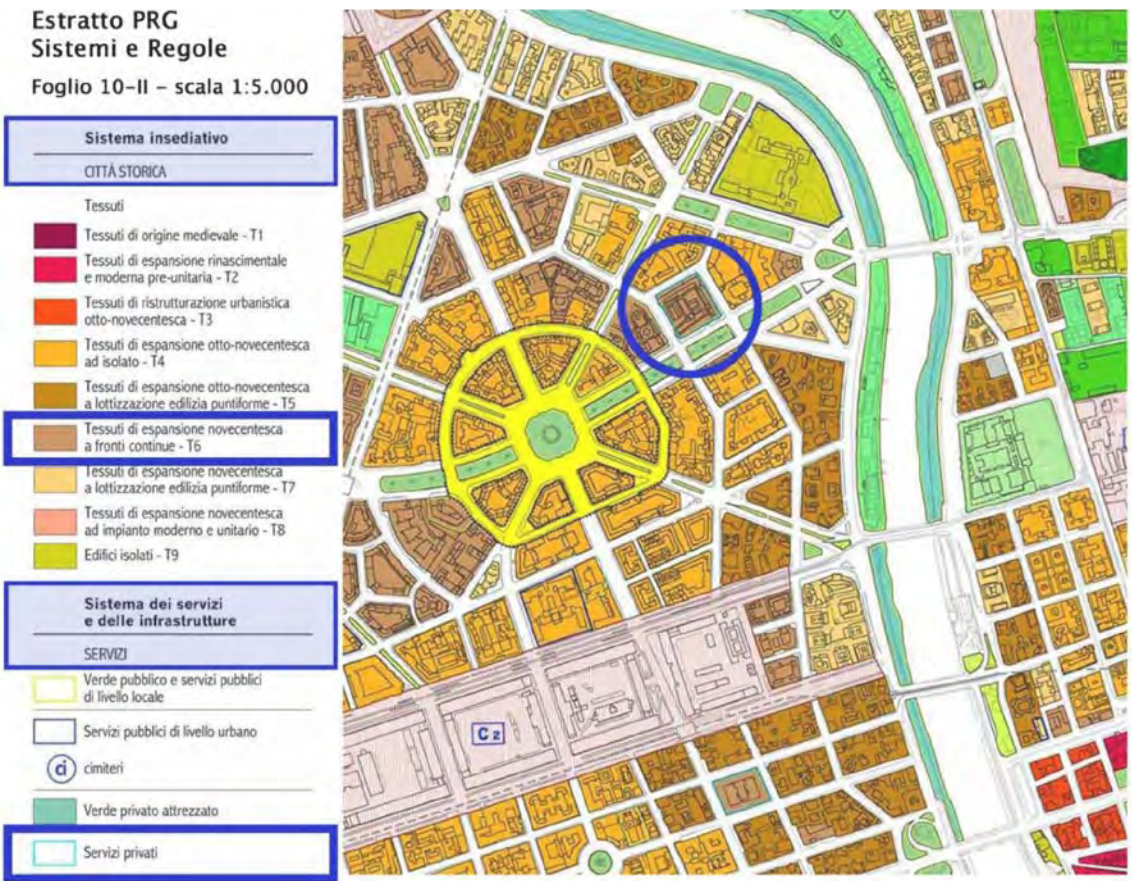 Estratto PRG
Sistemi e Regole
Foglio 10-II – scala 1:5.000
Sistema insediativo
CITTÀ STORICA
Tessuti
Tessuti di origine medievale - T1
Tessuti di espansione rinascimentale
e moderna pre-unitaria - T2
Tessuti di ristrutturazione urbanistica
otto-novecentesca - T3
Tessuti di espansione otto-novecentesca
ad isolato - T4
Tessuti di espansione otto-novecentesca
a lottizzazione edilizia puntiforme - T5
Tessuti di espansione novecentesca
a fronti continue - T6
Tessuti di espansione novecentesca
a lottizzazione edilizia puntiforme - T7
Tessuti di espansione novecentesca
ad impianto moderno e unitario - T8
Edifici isolati - T9
Sistema dei servizi
e delle infrastrutture
SERVIZI
Verde pubblico e servizi pubblici
di livello locale
Servizi pubblici di livello urbano
ci cimiteri
Verde privato attrezzato
Servizi privati
C 2